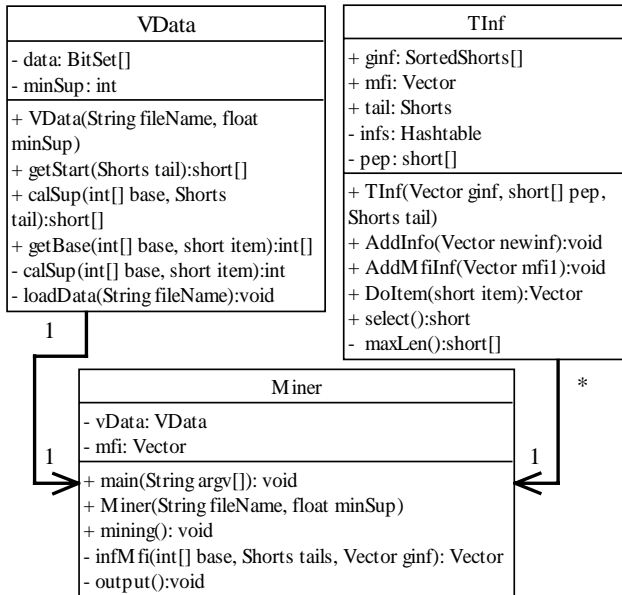 VData
- data: BitSet[]
- minSup: int
+ VData(String fileName, float
minSup)
+ getStart(Shorts tail):short[]
+ calSup(int[] base, Shorts
tail):short[]
+ getBase(int[] base, short item):int[]
- calSup(int[] base, short item):int
- loadData(String fileName):void
TInf
+ ginf: SortedShorts[]
+ mfi: Vector
+ tail: Shorts
- infs: Hashtable
- pep: short[]
+ TInf(Vector ginf, short[] pep,
Shorts tail)
+ AddInfo(Vector newinf):void
+ AddMfiInf(Vector mfi1):void
+ DoItem(short item):Vector
+ select():short
- maxLen():short[]
1
*
1
1
Miner
- vData: VData
- mfi: Vector
+ main(String argv[]): void
+ Miner(String fileName, float minSup)
+ mining(): void
- infMfi(int[] base, Shorts tails, Vector ginf): Vector
- output():void